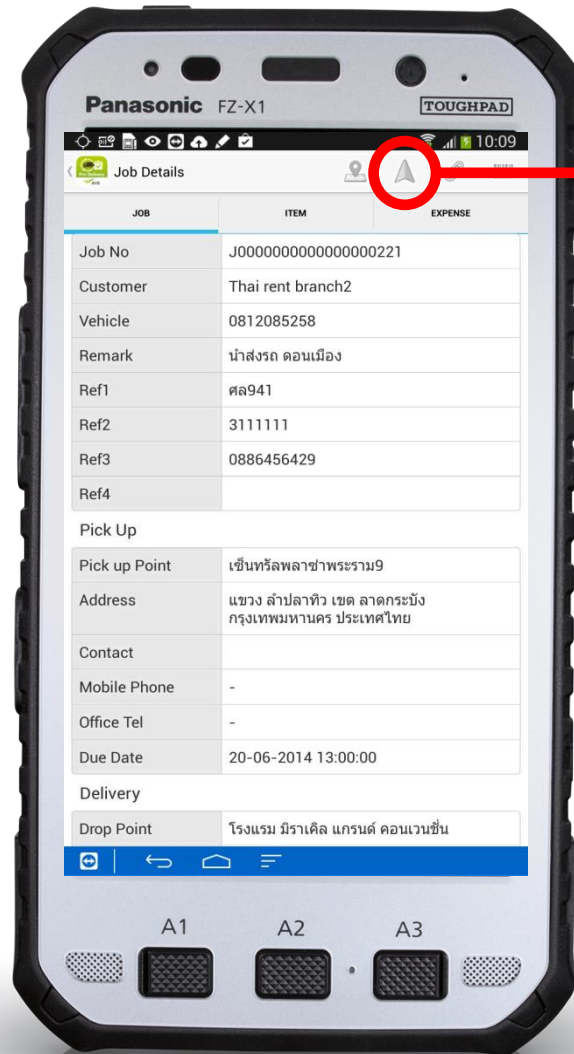 Panasonic FZ-X1 TOUGHPAD
10:09
Job Details
JOB ITEM EXPENSE
Job No J0000000000000000221
Customer Thai rent branch2
Vehicle 0812085258
Remark นำส่งรถ ดอนเมือง
Ref1 ศล941
Ref2 3111111
Ref3 0886456429
Ref4
Pick Up
Pick up Point เซ็นทรัลพลาซ่าพระราม9
Address แขวง ลำปลาทิว เขต ลาดกระบัง
กรุงเทพมหานคร ประเทศไทย
Contact
Mobile Phone -
Office Tel -
Due Date 20-06-2014 13:00:00
Delivery
Drop Point โรงแรม มิราเคิล แกรนด์ คอนเวนชั่น
A1 A2 A3